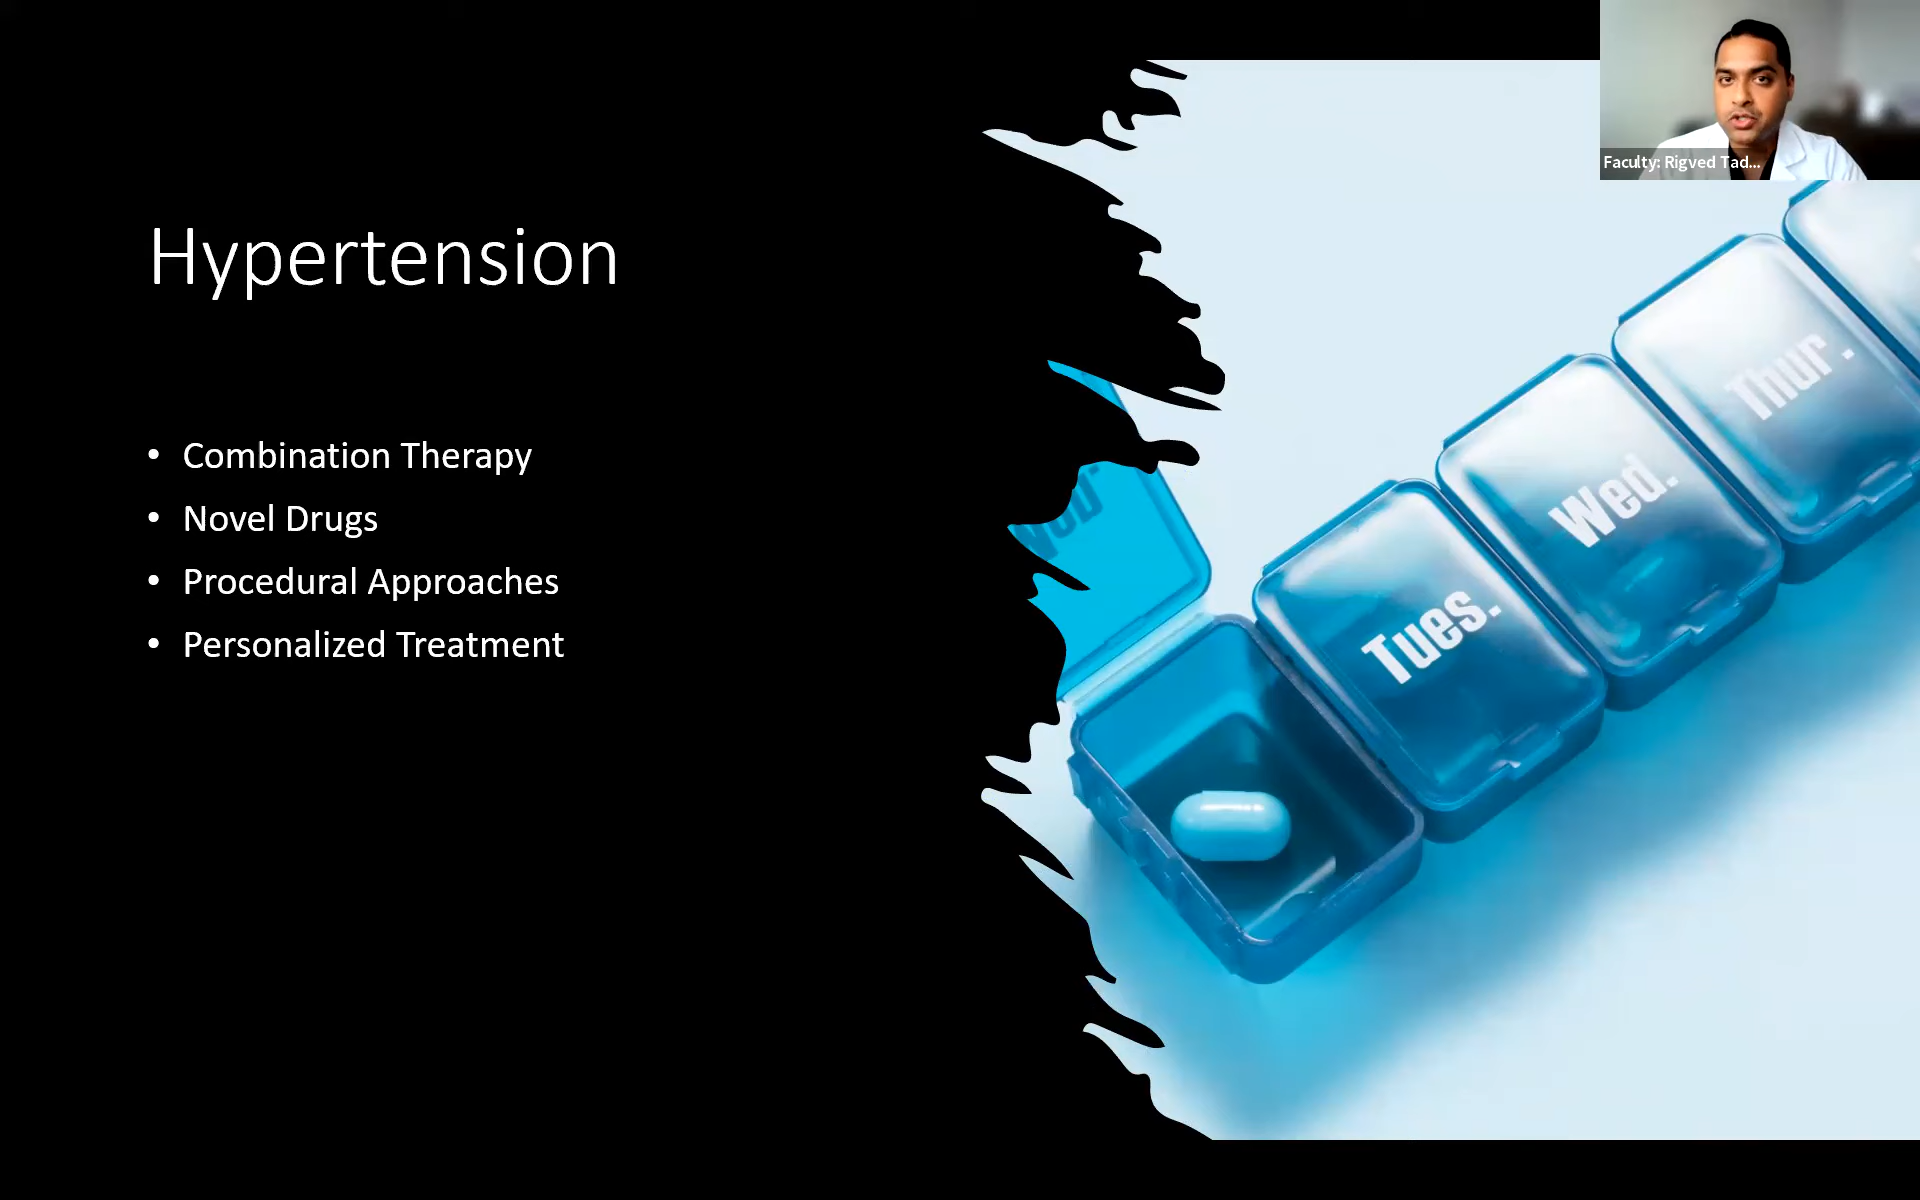 Faculty: Rigved Tad...
Hypertension
• Combination Therapy
• Novel Drugs
• Procedural Approaches
• Personalized Treatment
Thur.
Wed.
Tues.